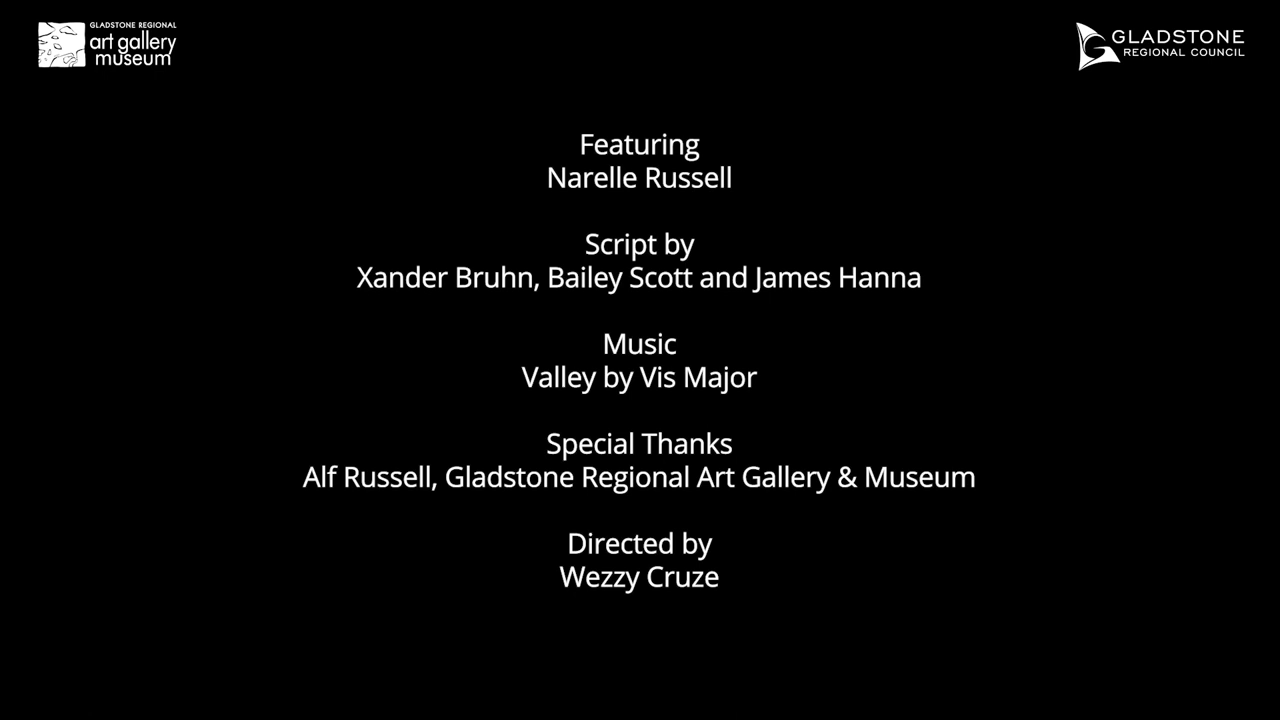 GLADSTONE REGIONAL
art gallery
museum
GLADSTONE
REGIONAL COUNCIL
Featuring
Narelle Russell
Script by
Xander Bruhn, Bailey Scott and James Hanna
Music
Valley by Vis Major
Special Thanks
Alf Russell, Gladstone Regional Art Gallery & Museum
Directed by
Wezzy Cruze